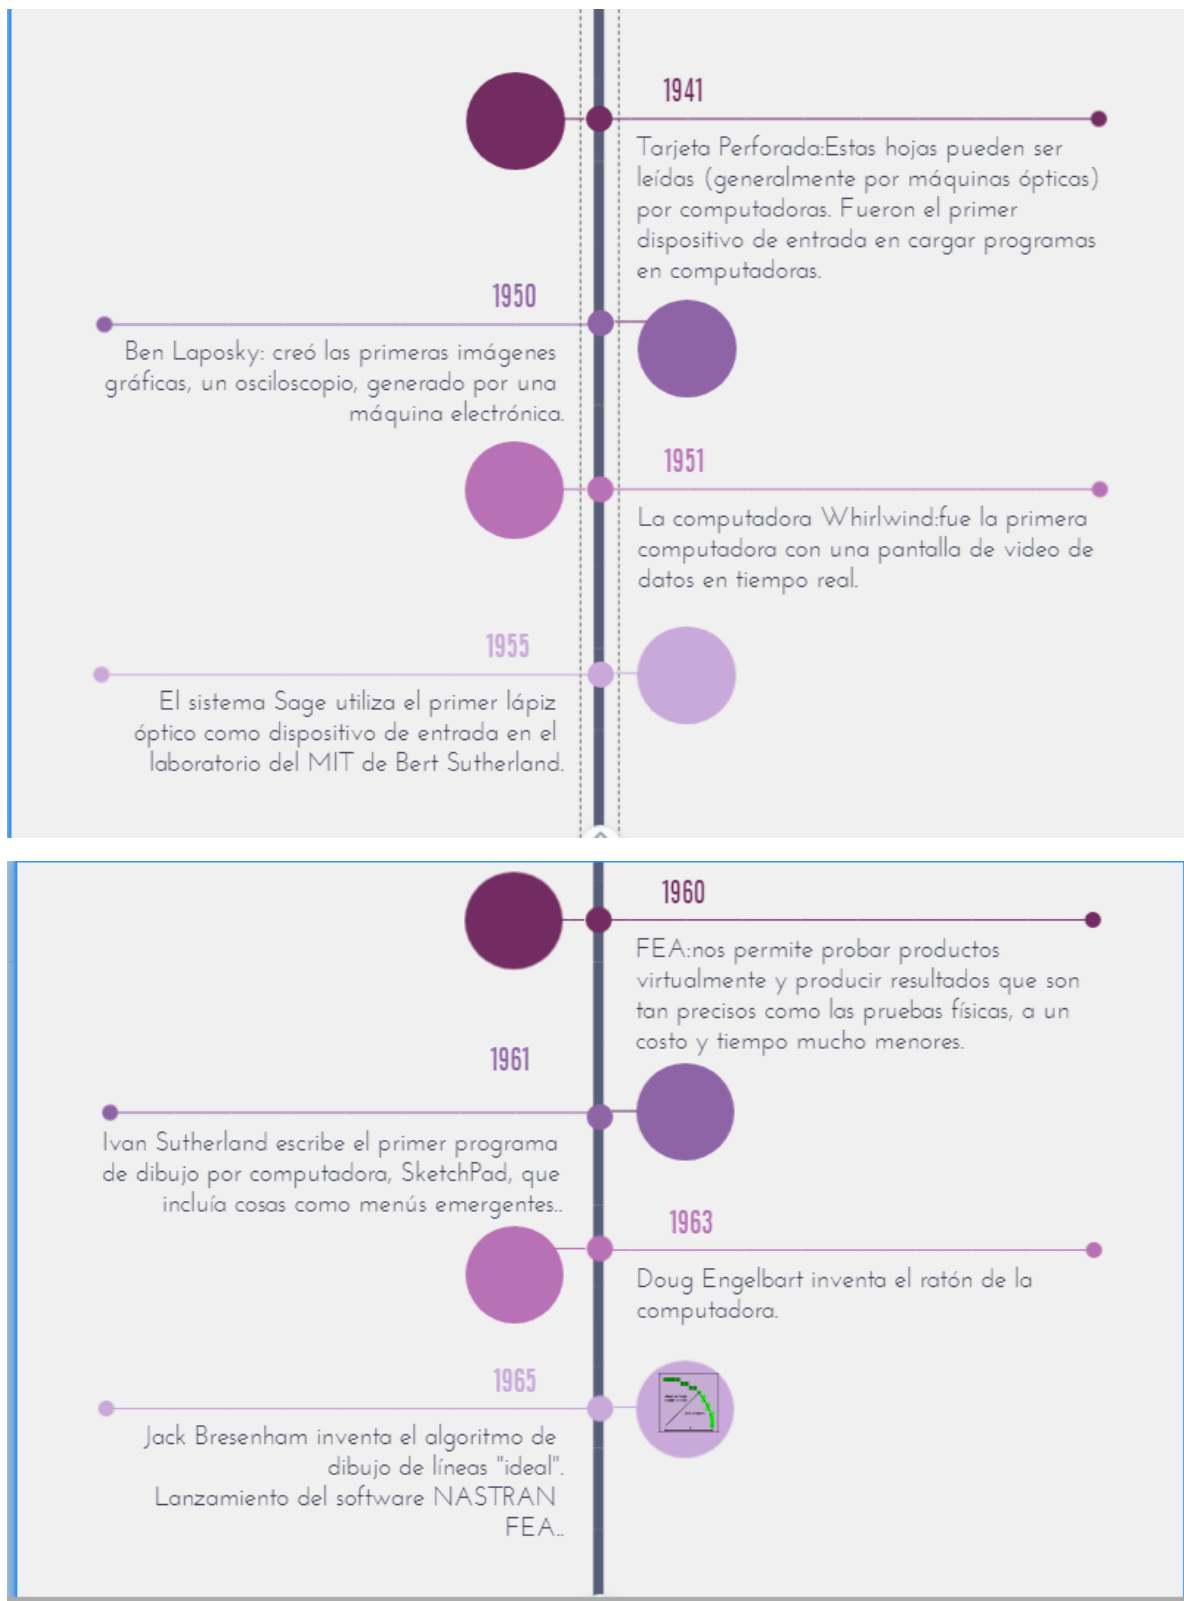 1941
Tarjeta Perforada:Estas hojas pueden ser
leídas (generalmente por máquinas ópticas)
por computadoras. Fueron el primer
dispositivo de entrada en cargar programas
en computadoras.
1950
Ben Laposky: creó las primeras imágenes
gráficas, un osciloscopio, generado por una
máquina electrónica.
1951
La computadora Whirlwind:fue la primera
computadora con una pantalla de video de
datos en tiempo real.
1955
El sistema Sage utiliza el primer lápiz
óptico como dispositivo de entrada en el
laboratorio del MIT de Bert Sutherland.
1960
FEA:nos permite probar productos
virtualmente y producir resultados que son
tan precisos como las pruebas físicas, a un
costo y tiempo mucho menores.
1961
Ivan Sutherland escribe el primer programa
de dibujo por computadora, SketchPad, que
incluía cosas como menús emergentes..
1963
Doug Engelbart inventa el ratón de la
computadora.
1965
Jack Bresenham inventa el algoritmo de
dibujo de líneas "ideal".
Lanzamiento del software NASTRAN
FEA..